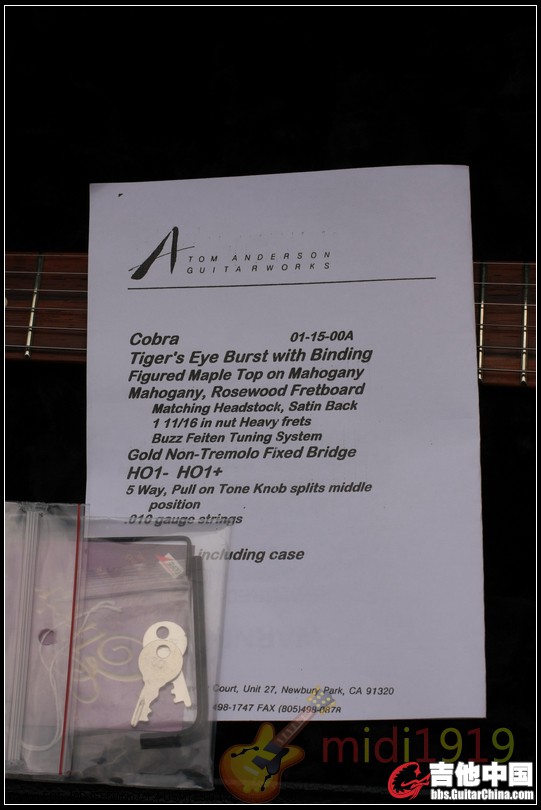 TOM ANDERSON
GUITARWORKS
Cobra 01-15-00A
Tiger's Eye Burst with Binding
Figured Maple Top on Mahogany
Mahogany, Rosewood Fretboard
Matching Headstock, Satin Back
1 11/16 in nut Heavy frets
Buzz Feiten Tuning System
Gold Non-Tremolo Fixed Bridge
HO1- HO1+
5 Way, Pull on Tone Knob splits middle
position
.010 gauge strings
including case
Court, Unit 27, Newbury Park, CA 91320
498-1747 FAX (805)498-0878
midi1919
吉他中国
bbs.GuitarChina.com